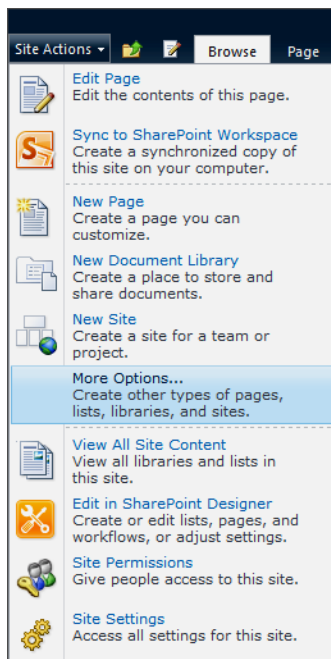 Site Actions Browse Page
Edit Page
Edit the contents of this page.
Sync to SharePoint Workspace
Create a synchronized copy of
this site on your computer.
New Page
Create a page you can
customize.
New Document Library
Create a place to store and
share documents.
New Site
Create a site for a team or
project.
More Options...
Create other types of pages,
lists, libraries, and sites.
View All Site Content
View all libraries and lists in
this site.
Edit in SharePoint Designer
Create or edit lists, pages, and
workflows, or adjust settings.
Site Permissions
Give people access to this site.
Site Settings
Access all settings for this site.